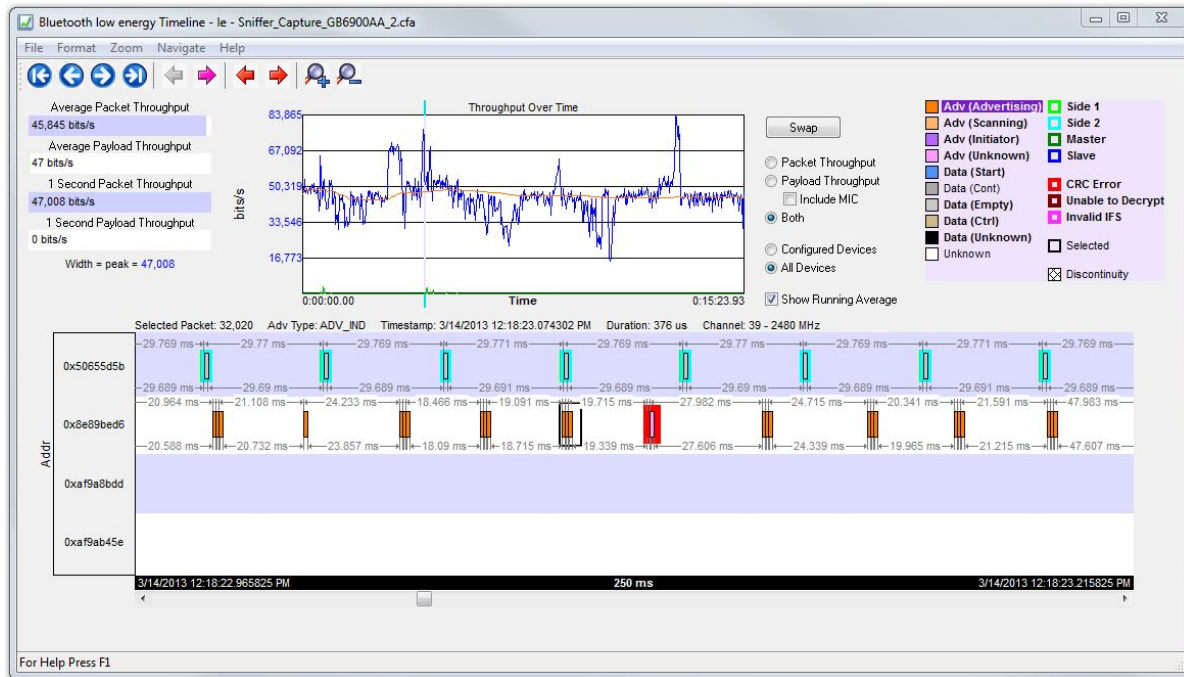 Bluetooth low energy Timeline - le - Sniffer_Capture_GB6900AA_2.cfa
File Format Zoom Navigate Help
Average Packet Throughput
45,845 bits/s
Average Payload Throughput
47 bits/s
1 Second Packet Throughput
47,008 bits/s
1 Second Payload Throughput
0 bits/s
Width = peak = 47,008
Throughput Over Time
83,865
67,092
50,319
33,546
16,773
bits/s
0:00:00.00 Time 0:15:23.93
Swap
Packet Throughput
Payload Throughput
Include MIC
Both
Configured Devices
All Devices
Show Running Average
Adv (Advertising)
Adv (Scanning)
Adv (Initiator)
Adv (Unknown)
Data (Start)
Data (Cont)
Data (Empty)
Data (Ctrl)
Data (Unknown)
Unknown
Side 1
Side 2
Master
Slave
CRC Error
Unable to Decrypt
Invalid IFS
Selected
Discontinuity
Selected Packet: 32,020 Adv Type: ADV_IND Timestamp: 3/14/2013 12:18:23.074302 PM Duration: 376 us Channel: 39 - 2480 MHz
Addr
29.769 ms 29.77 ms 29.769 ms 29.771 ms 29.769 ms 29.77 ms 29.769 ms 29.771 ms 29.769 ms
0x50655d5b
29.689 ms 29.69 ms 29.689 ms 29.691 ms 29.689 ms 29.69 ms 29.689 ms 29.691 ms 29.689 ms
20.964 ms 21.108 ms 24.233 ms 18.466 ms 19.091 ms 19.715 ms 27.982 ms 24.715 ms 20.341 ms 21.591 ms 47.983 ms
0x8e89bed6
20.588 ms 20.732 ms 23.857 ms 18.09 ms 18.715 ms 19.339 ms 27.606 ms 24.339 ms 19.965 ms 21.215 ms 47.607 ms
0xaf9a8bdd
0xaf9ab45e
3/14/2013 12:18:22.965825 PM 250 ms 3/14/2013 12:18:23.215825 PM
For Help Press F1